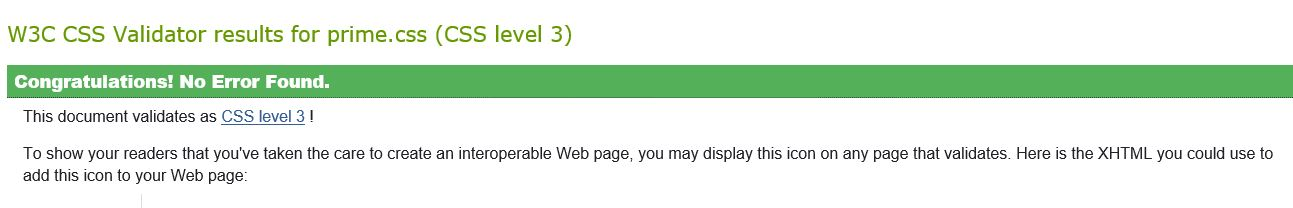 W3C CSS Validator results for prime.css (CSS level 3)
Congratulations! No Error Found.
This document validates as CSS level 3 !
To show your readers that you've taken the care to create an interoperable Web page, you may display this icon on any page that validates. Here is the XHTML you could use to
add this icon to your Web page: